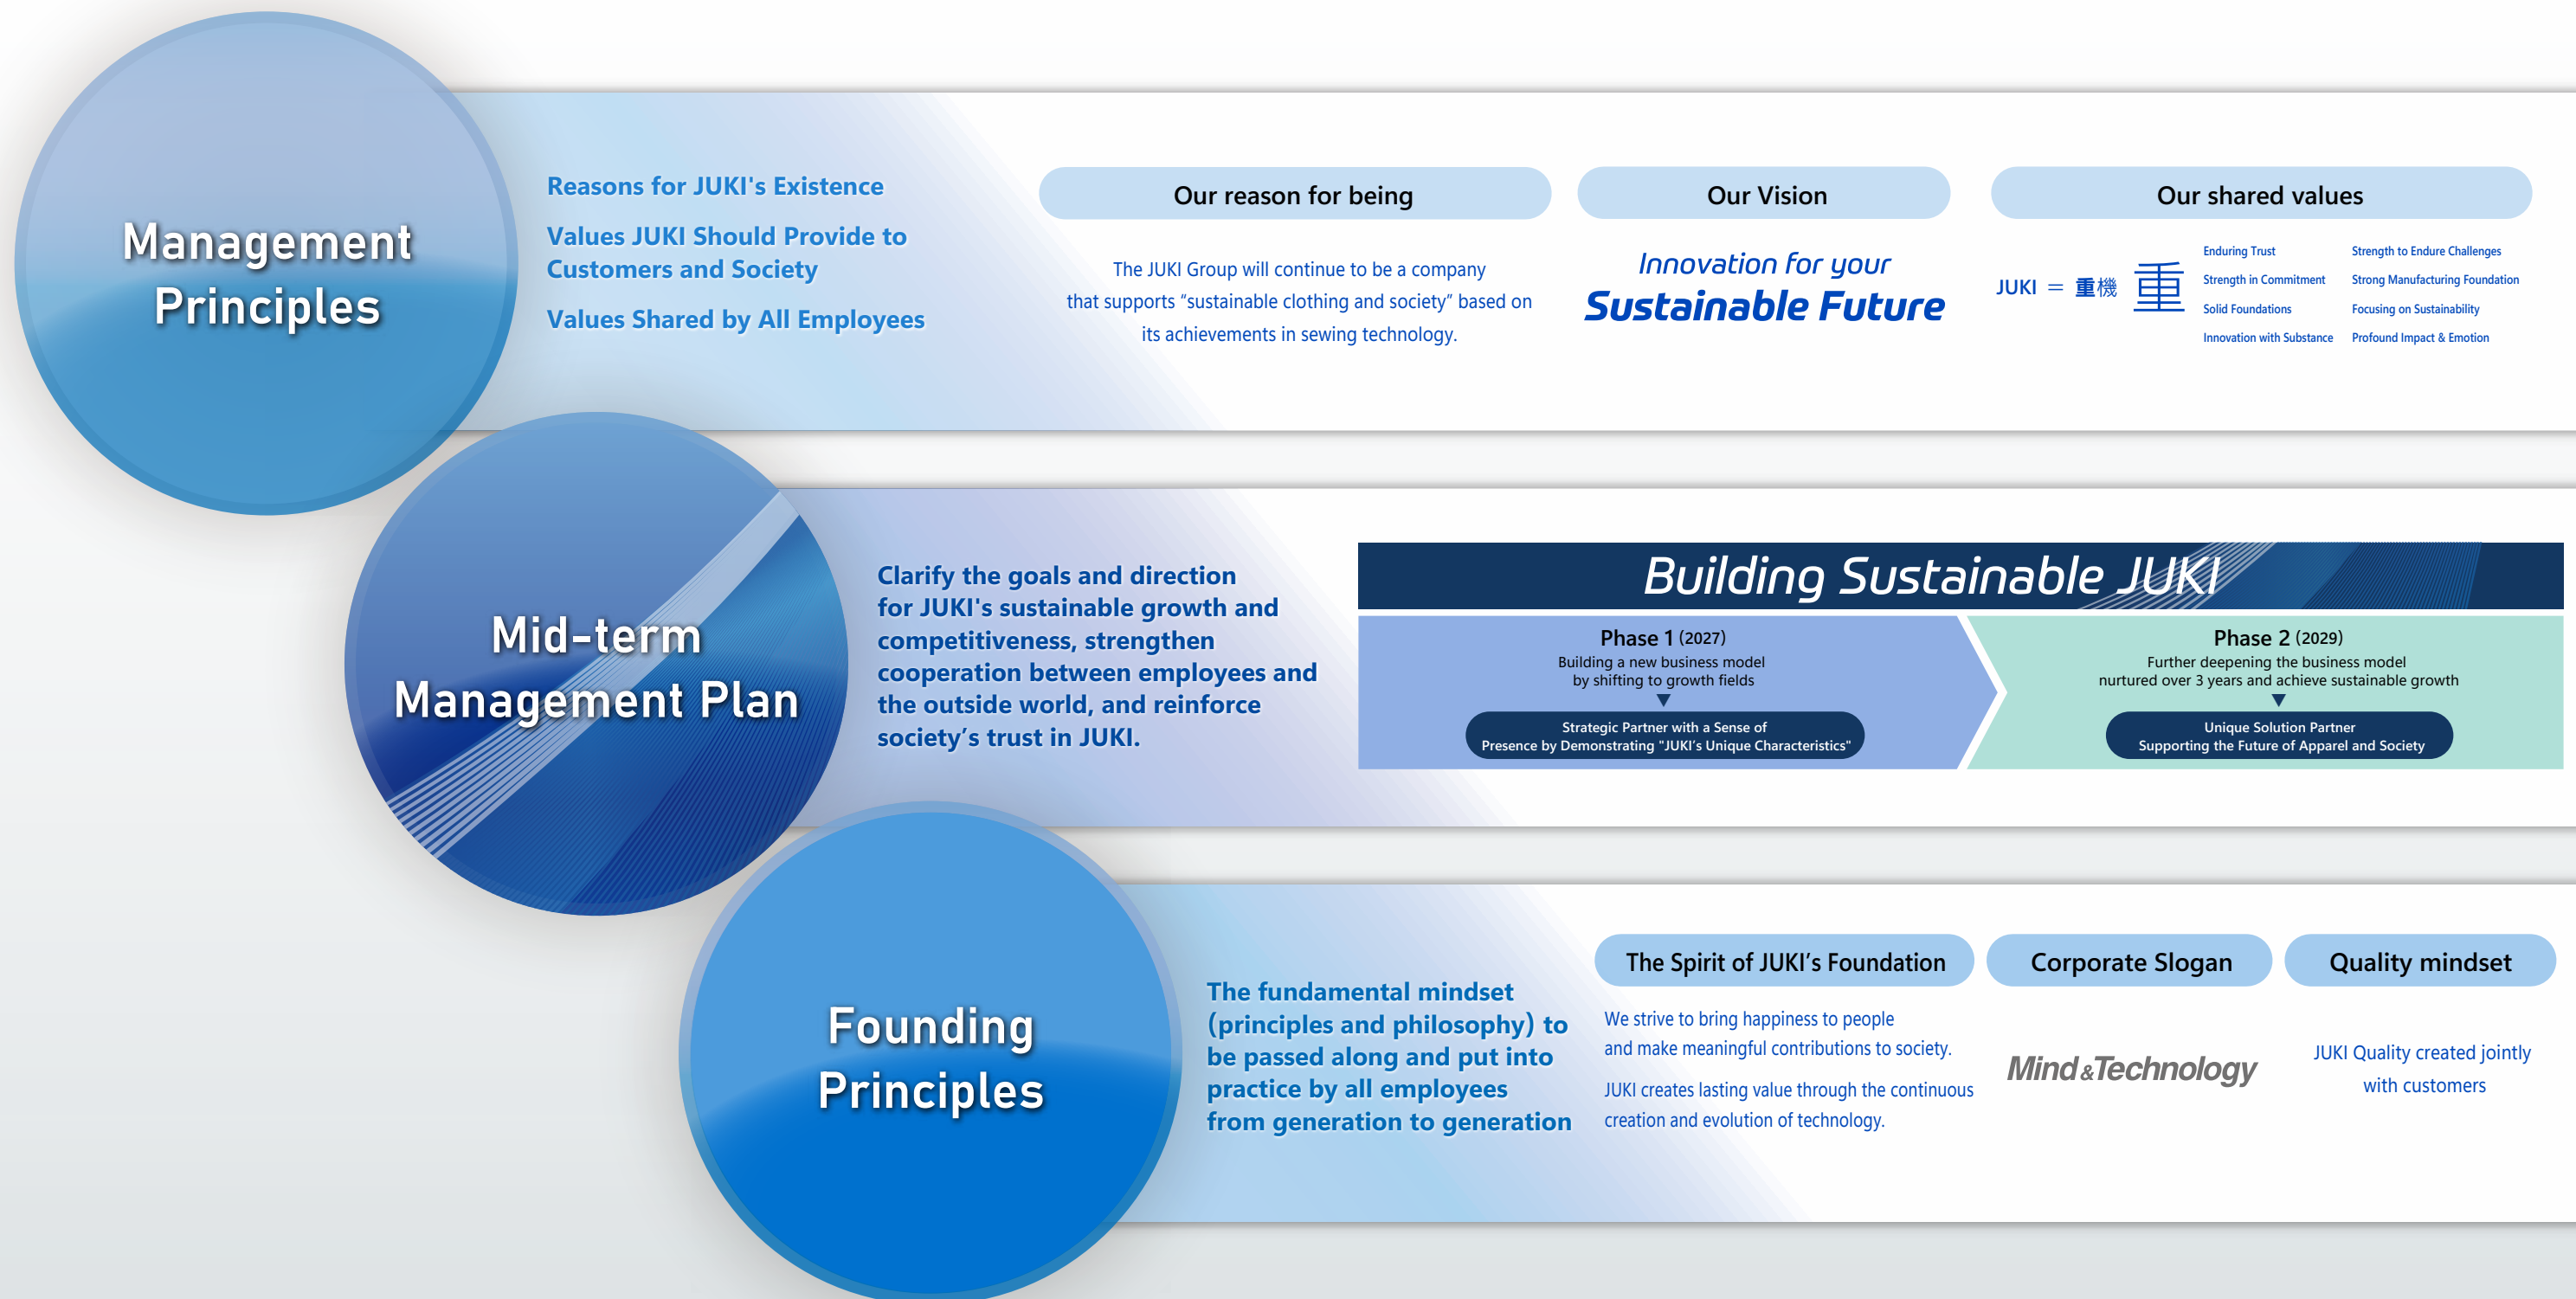 Management
Principles
Reasons for JUKI's Existence
Values JUKI Should Provide to
Customers and Society
Values Shared by All Employees
Our reason for being
The JUKI Group will continue to be a company
that supports “sustainable clothing and society” based on
its achievements in sewing technology.
Our Vision
Innovation for your
Sustainable Future
Our shared values
JUKI = 重機 重
Enduring Trust
Strength in Commitment
Solid Foundations
Innovation with Substance
Strength to Endure Challenges
Strong Manufacturing Foundation
Focusing on Sustainability
Profound Impact & Emotion
Mid-term
Management Plan
Clarify the goals and direction
for JUKI's sustainable growth and
competitiveness, strengthen
cooperation between employees and
the outside world, and reinforce
society’s trust in JUKI.
Building Sustainable JUKI
Phase 1 (2027)
Building a new business model
by shifting to growth fields
Strategic Partner with a Sense of
Presence by Demonstrating "JUKI’s Unique Characteristics"
Phase 2 (2029)
Further deepening the business model
nurtured over 3 years and achieve sustainable growth
Unique Solution Partner
Supporting the Future of Apparel and Society
Founding
Principles
The fundamental mindset
(principles and philosophy) to
be passed along and put into
practice by all employees
from generation to generation
The Spirit of JUKI’s Foundation
We strive to bring happiness to people
and make meaningful contributions to society.
JUKI creates lasting value through the continuous
creation and evolution of technology.
Corporate Slogan
Mind & Technology
Quality mindset
JUKI Quality created jointly
with customers